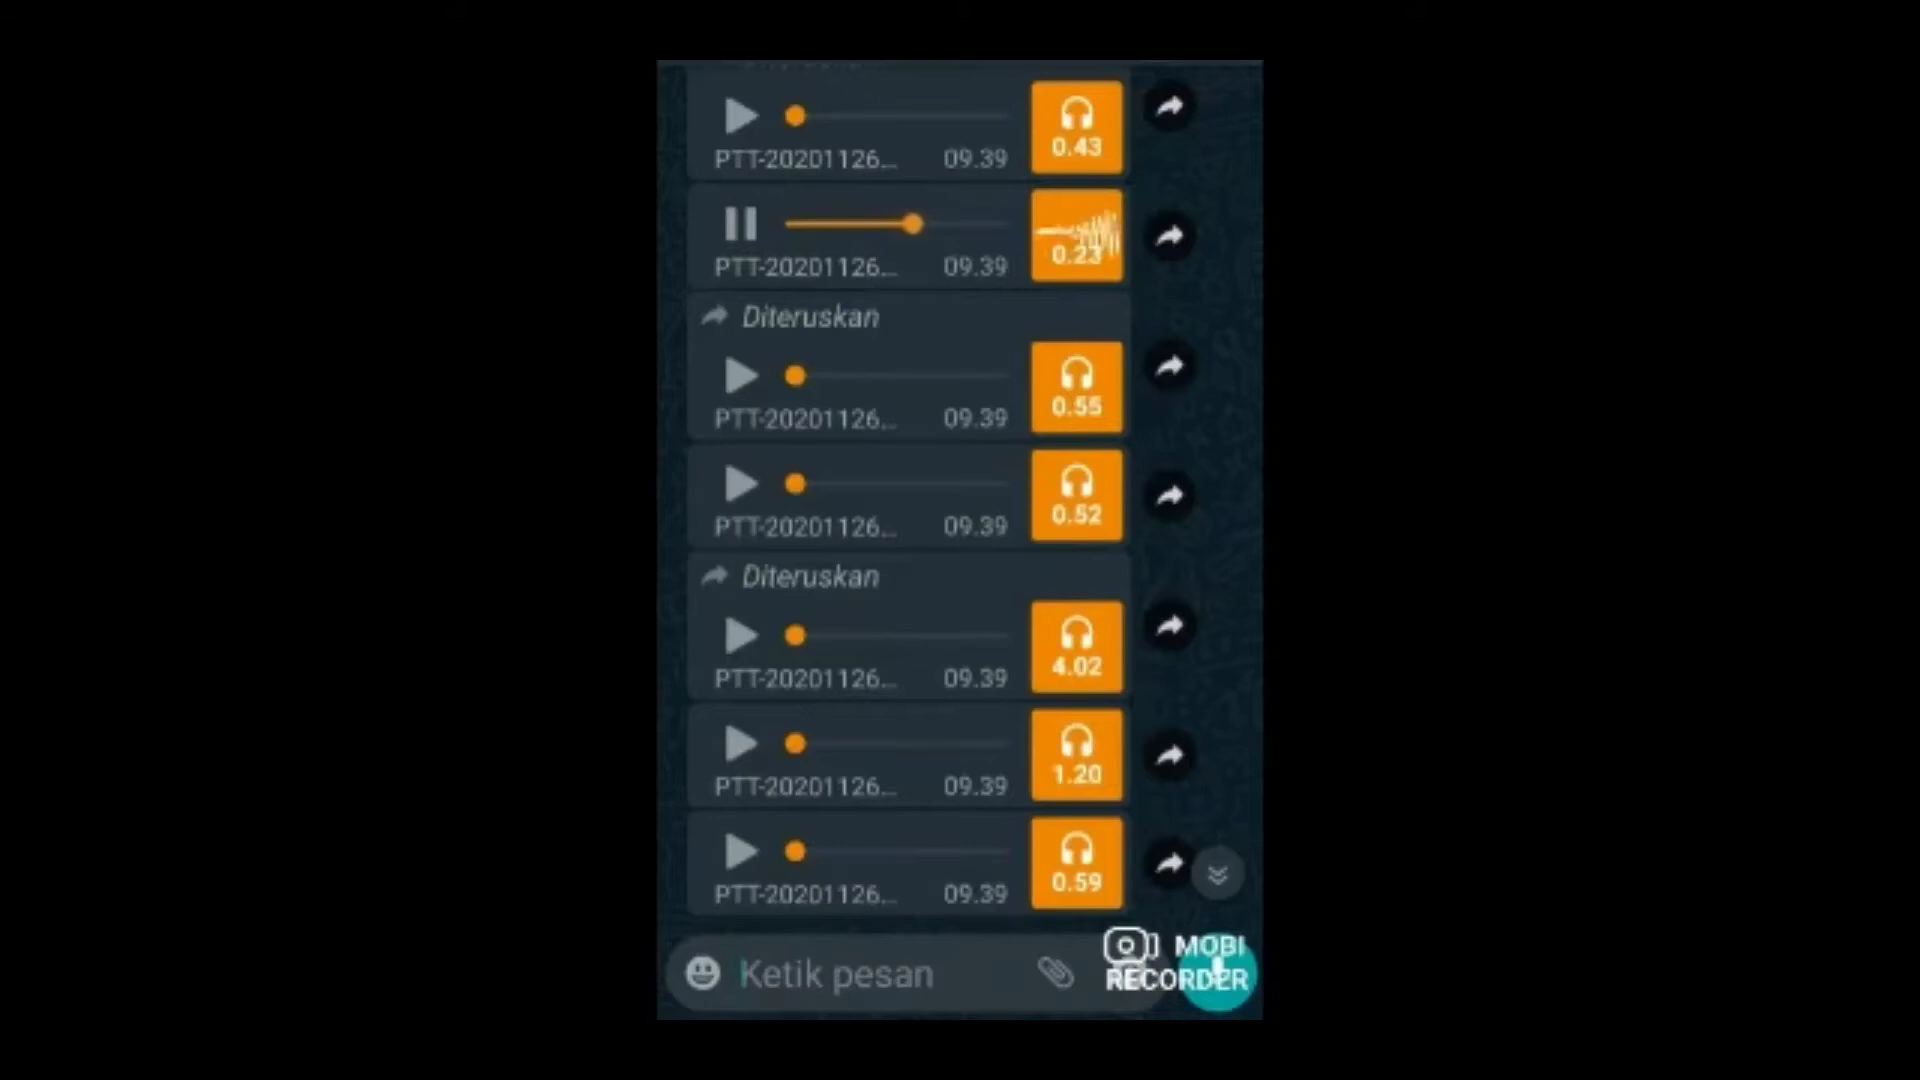 0.43
PTT-20201126... 09.39
0.23
PTT-20201126... 09.39
Diteruskan
0.55
PTT-20201126... 09.39
0.52
PTT-20201126... 09.39
Diteruskan
4.02
PTT-20201126... 09.39
1.20
PTT-20201126... 09.39
0.59
PTT-20201126... 09.39
Ketik pesan
MOBI
RECORDER